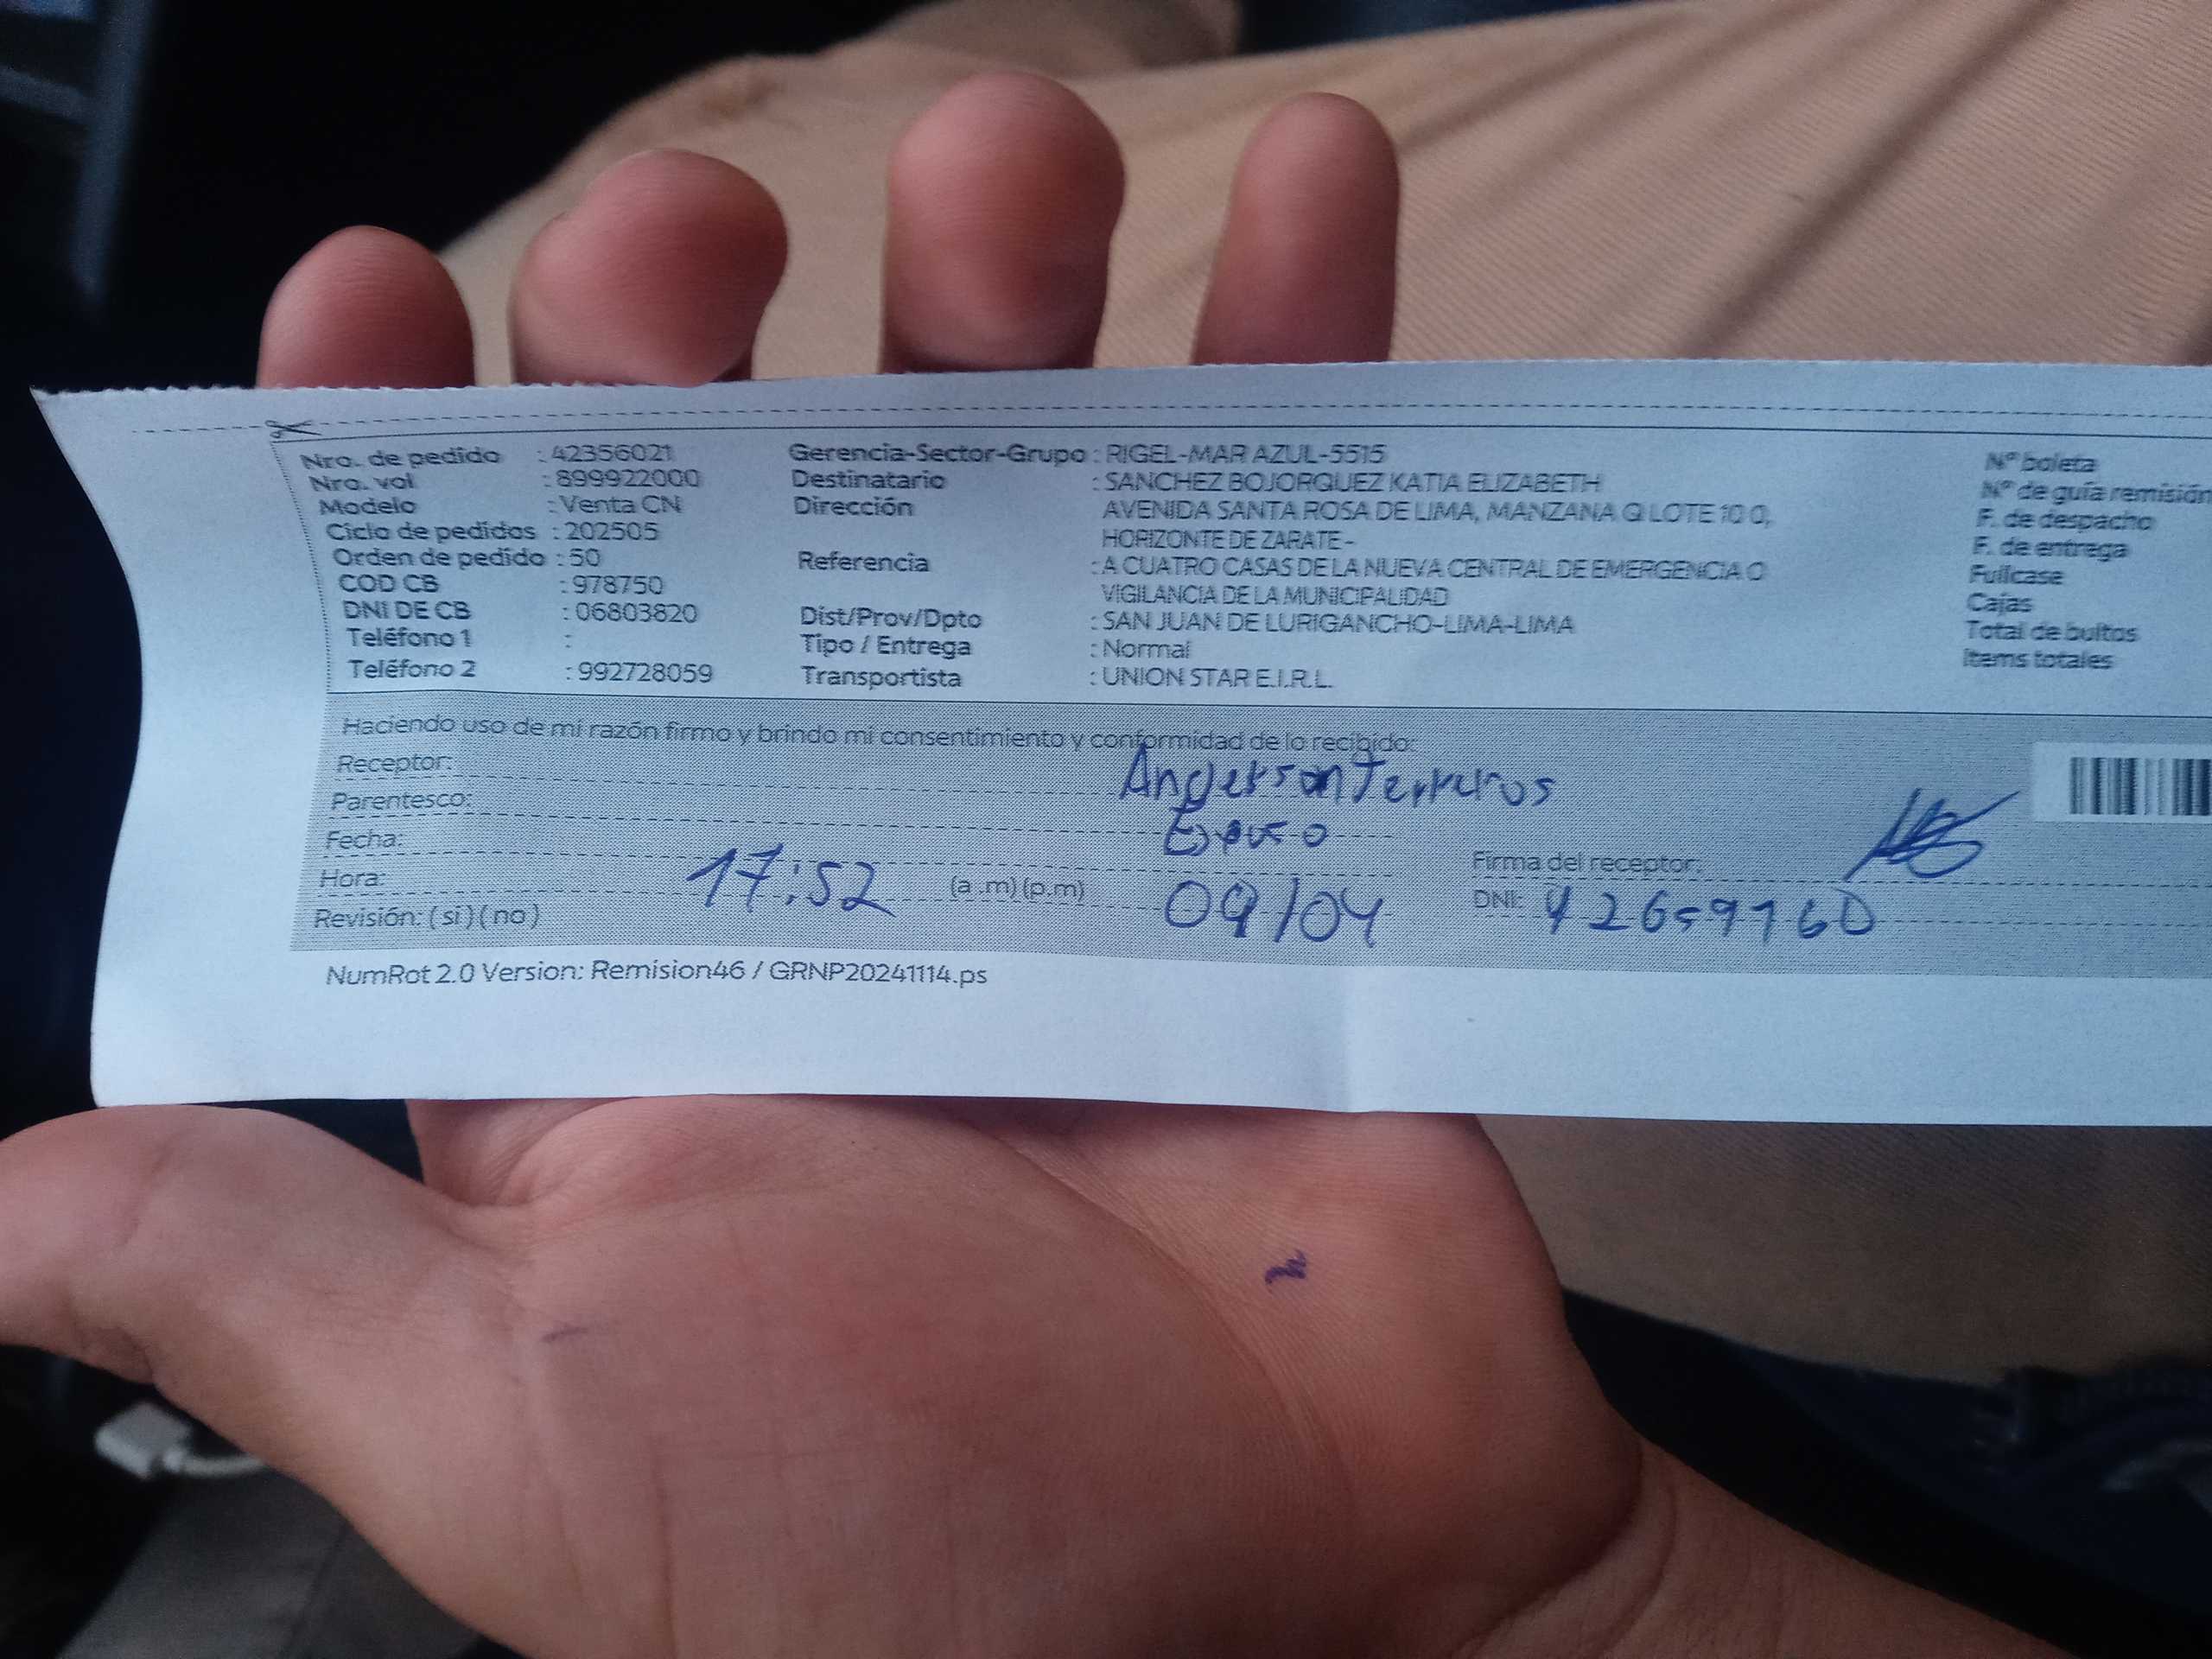 Nro. de pedido : 42356021
Nro. vol : 899922000
Modelo : Venta CN
Ciclo de pedidos : 202505
Orden de pedido : 50
COD CB : 978750
DNI DE CB : 06803820
Teléfono 1 :
Teléfono 2 : 992728059
Gerencia-Sector-Grupo : RIGEL-MAR AZUL-5515
Destinatario : SANCHEZ BOJORQUEZ KATIA ELIZABETH
Dirección : AVENIDA SANTA ROSA DE LIMA, MANZANA Q LOTE 10 0,
HORIZONTE DE ZARATE -
Referencia : A CUATRO CASAS DE LA NUEVA CENTRAL DE EMERGENCIA O
VIGILANCIA DE LA MUNICIPALIDAD
Dist/Prov/Dpto : SAN JUAN DE LURIGANCHO-LIMA-LIMA
Tipo / Entrega : Normal
Transportista : UNION STAR E.I.R.L.
N° boleta
N° de guía remisión
F. de despacho
F. de entrega
Fullcase
Cajas
Total de bultos
Items totales
Haciendo uso de mi razón firmo y brindo mi consentimiento y conformidad de lo recibido:
Receptor: Anderson Terreros
Parentesco: Esposo
Fecha: 09/04
Hora: 17:52 (a .m) (p.m)
Revisión: ( si ) ( no )
Firma del receptor:
DNI: 42659760
NumRot 2.0 Version: Remision46 / GRNP20241114.ps